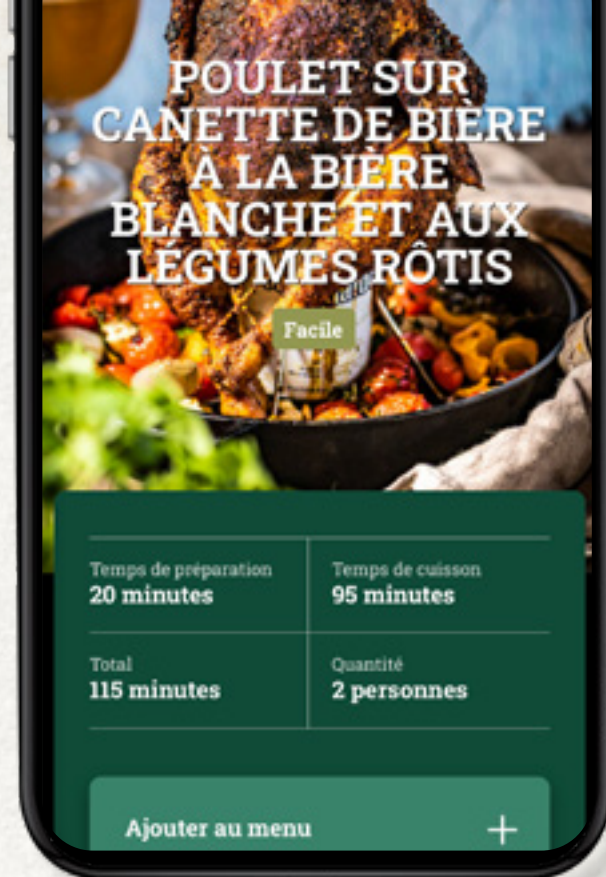 POULET SUR
CANETTE DE BIÈRE
À LA BIÈRE
BLANCHE ET AUX
LÉGUMES RÔTIS
Facile
Temps de préparation
20 minutes
Temps de cuisson
95 minutes
Total
115 minutes
Quantité
2 personnes
Ajouter au menu